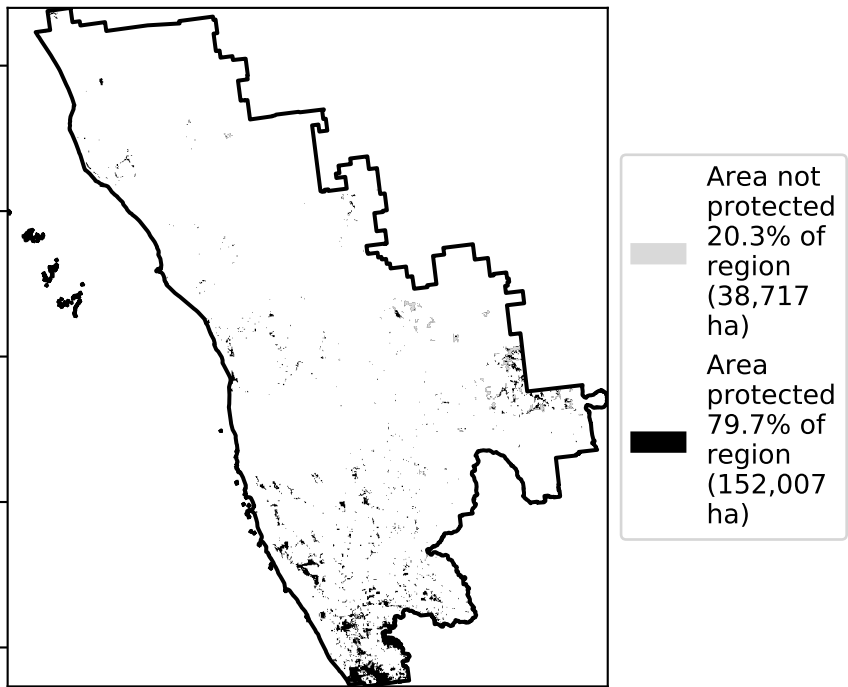 Area not
protected
20.3% of
region
(38,717
ha)
Area
protected
79.7% of
region
(152,007
ha)